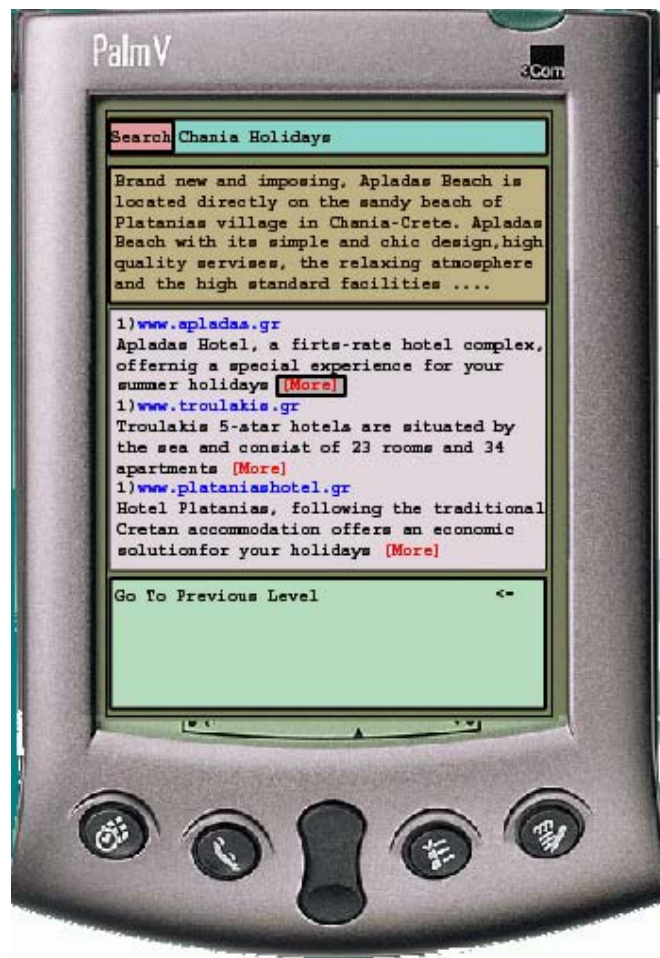 PalmV
3Com
Search Chania Holidays
Brand new and imposing, Apladas Beach is
located directly on the sandy beach of
Platanias village in Chania-Crete. Apladas
Beach with its simple and chic design,high
quality servises, the relaxing atmosphere
and the high standard facilities ....
1)www.apladas.gr
Apladas Hotel, a firts-rate hotel complex,
offernig a special experience for your
summer holidays [More]
1)www.troulakis.gr
Troulakis 5-star hotels are situated by
the sea and consist of 23 rooms and 34
apartments [More]
1)www.plataniashotel.gr
Hotel Platanias, following the traditional
Cretan accommodation offers an economic
solutionfor your holidays [More]
Go To Previous Level <=